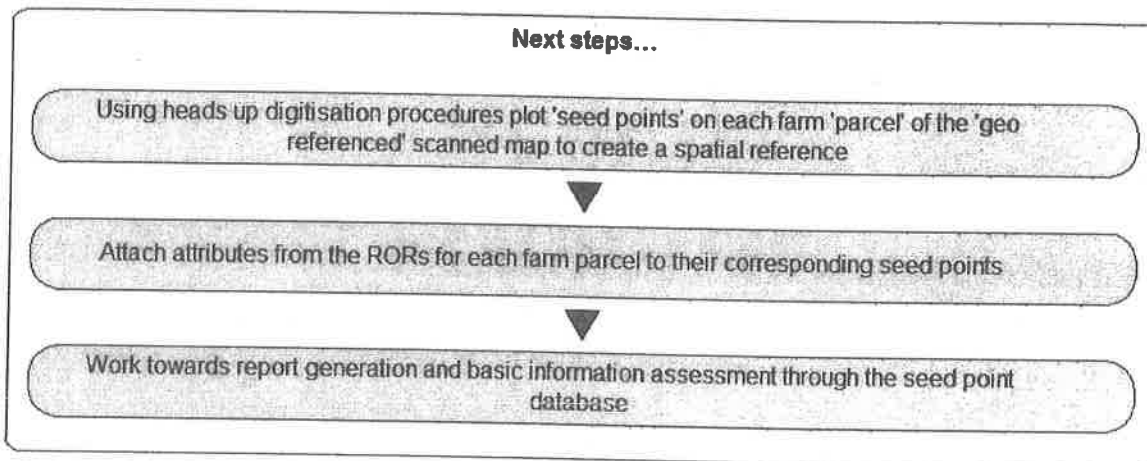 Next steps...
Using heads up digitisation procedures plot 'seed points' on each farm 'parcel' of the 'geo
referenced' scanned map to create a spatial reference
Attach attributes from the RORs for each farm parcel to their corresponding seed points
Work towards report generation and basic information assessment through the seed point
database